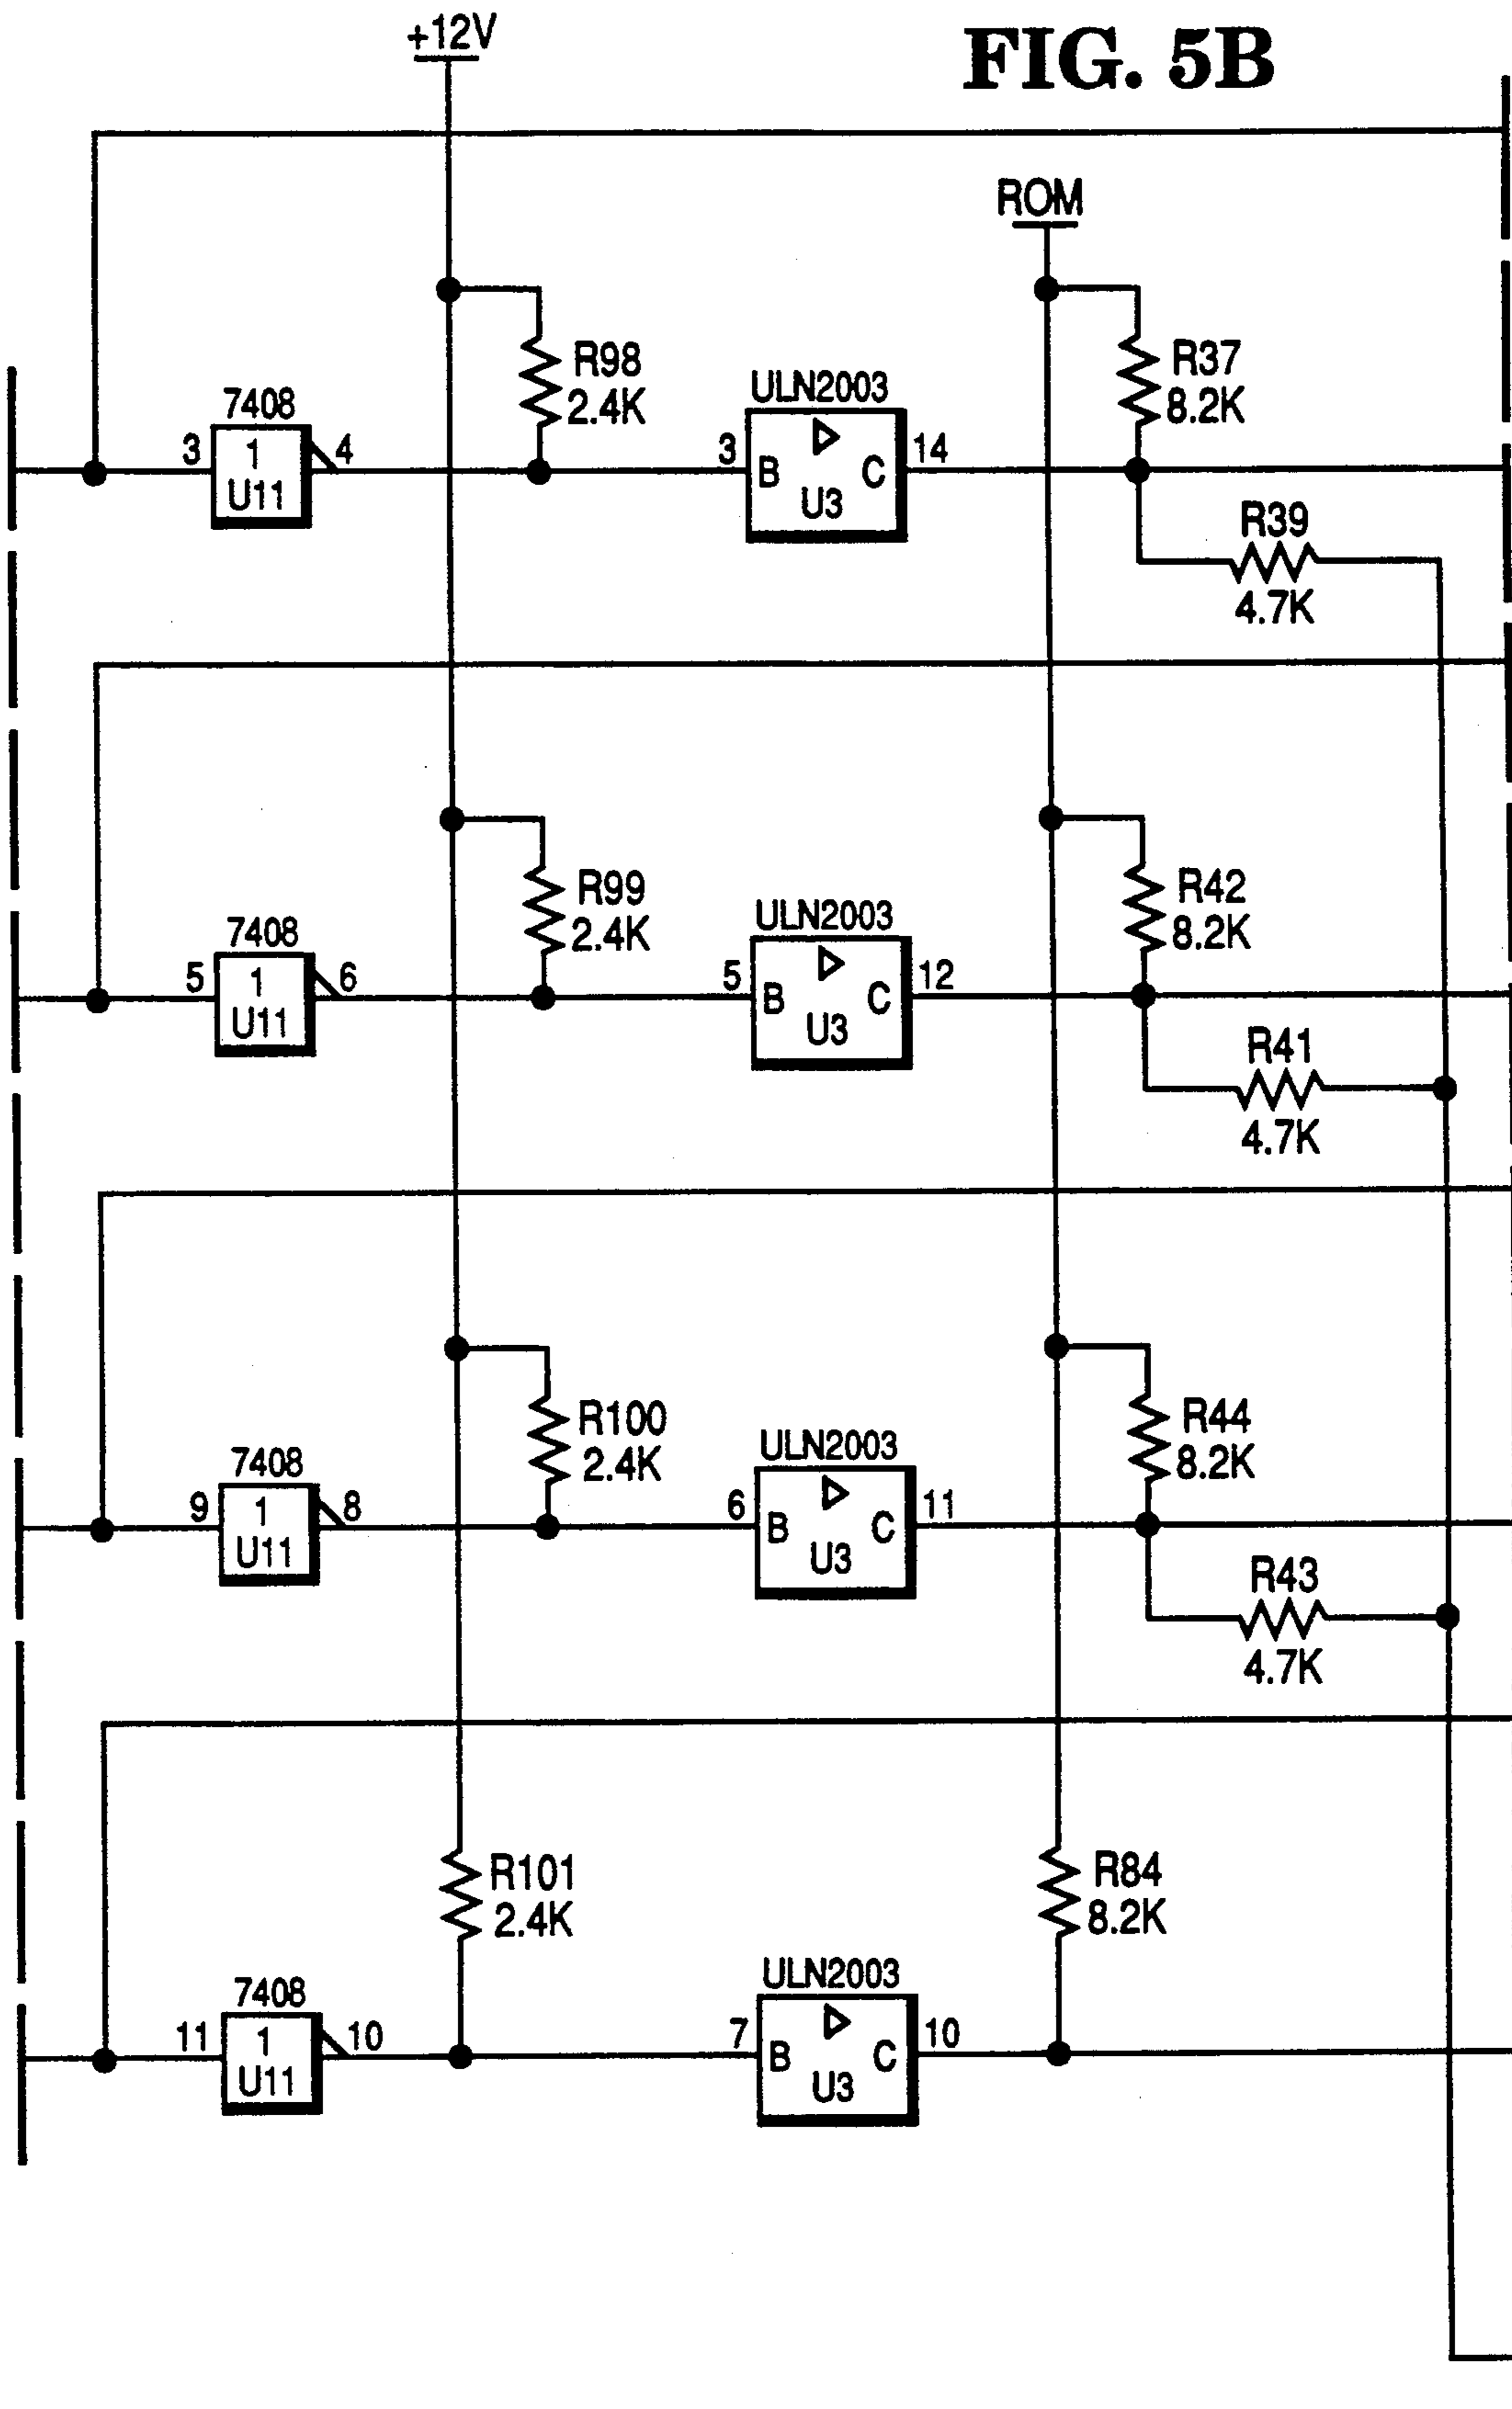 +12V
FIG. 5B
ROM
R98
2.4K
R37
8.2K
7408
3
1
U11
4
ULN2003
3
B
C
U3
14
R39
4.7K
R99
2.4K
R42
8.2K
7408
5
1
U11
6
ULN2003
5
B
C
U3
12
R41
4.7K
R100
2.4K
R44
8.2K
7408
9
1
U11
8
ULN2003
6
B
C
U3
11
R43
4.7K
R101
2.4K
R84
8.2K
7408
11
1
U11
10
ULN2003
7
B
C
U3
10